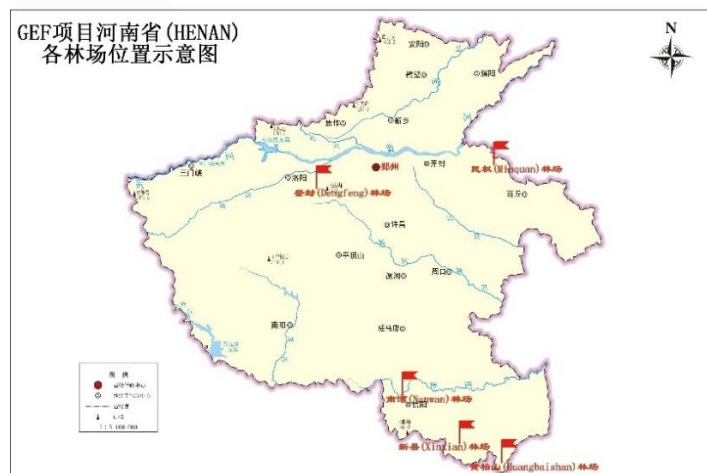 GEF项目河南省(HENAN)
各林场位置示意图
N
安阳
鹤壁
濮阳
焦作
新乡
三门峡
洛阳
郑州
开封
民权(Minquan)林场
登封(Dengfeng)林场
商丘
许昌
平顶山
漯河
周口
南阳
驻马店
南湾(Nanwan)林场
信阳
新县(Xinxian)林场
黄柏山(Huangbaishan)林场
图 例